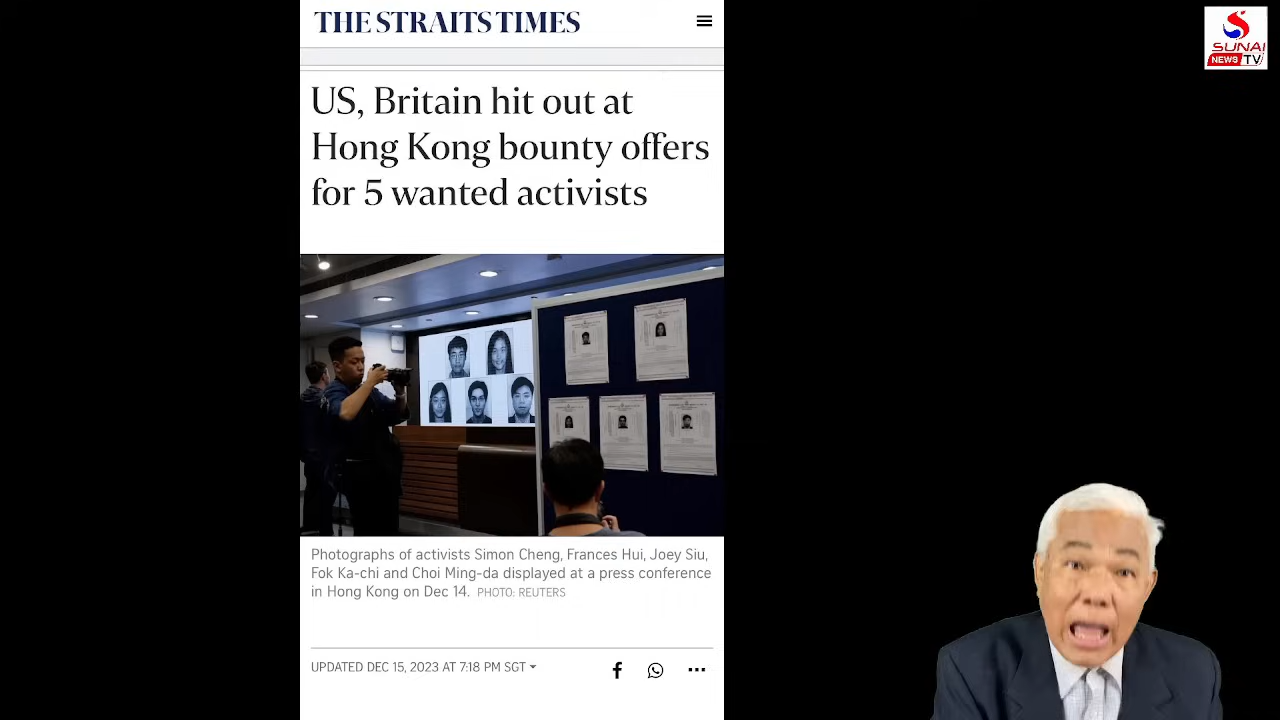 THE STRAITS TIMES
SUNAI
NEWS TV
US, Britain hit out at
Hong Kong bounty offers
for 5 wanted activists
Photographs of activists Simon Cheng, Frances Hui, Joey Siu,
Fok Ka-chi and Choi Ming-da displayed at a press conference
in Hong Kong on Dec 14. PHOTO: REUTERS
UPDATED DEC 15, 2023 AT 7:18 PM SGT